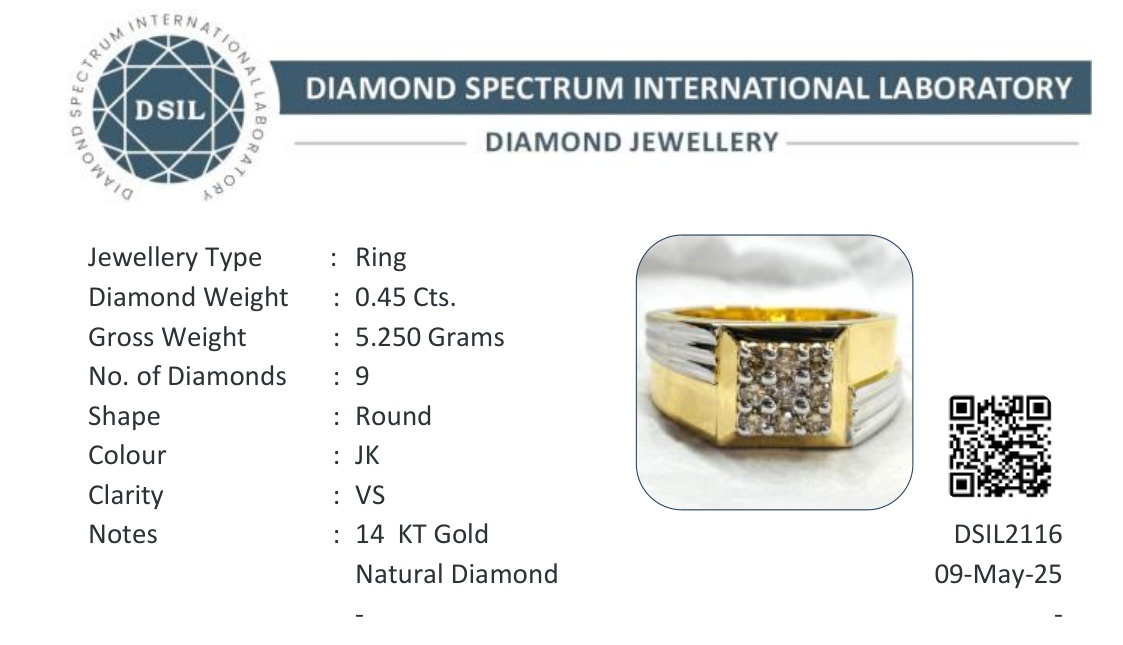 DIAMOND SPECTRUM INTERNATIONAL LABORATORY
DSIL
DIAMOND SPECTRUM INTERNATIONAL LABORATORY
DIAMOND JEWELLERY
Jewellery Type : Ring
Diamond Weight : 0.45 Cts.
Gross Weight : 5.250 Grams
No. of Diamonds : 9
Shape : Round
Colour : JK
Clarity : VS
Notes : 14 KT Gold
DSIL2116
Natural Diamond
09-May-25
-
-